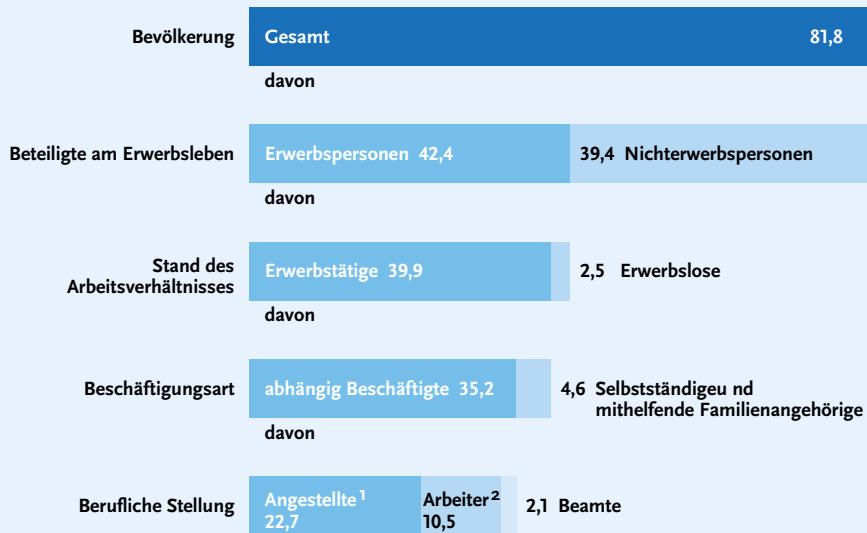 Bevölkerung Gesamt 81,8
davon
Beteiligte am Erwerbsleben Erwerbspersonen 42,4 39,4 Nichterwerbspersonen
davon
Stand des
Arbeitsverhältnisses Erwerbstätige 39,9 2,5 Erwerbslose
davon
Beschäftigungsart abhängig Beschäftigte 35,2 4,6 Selbstständigeu nd
mithelfende Familienangehörige
davon
Berufliche Stellung Angestellte¹ Arbeiter² 2,1 Beamte
22,7 10,5